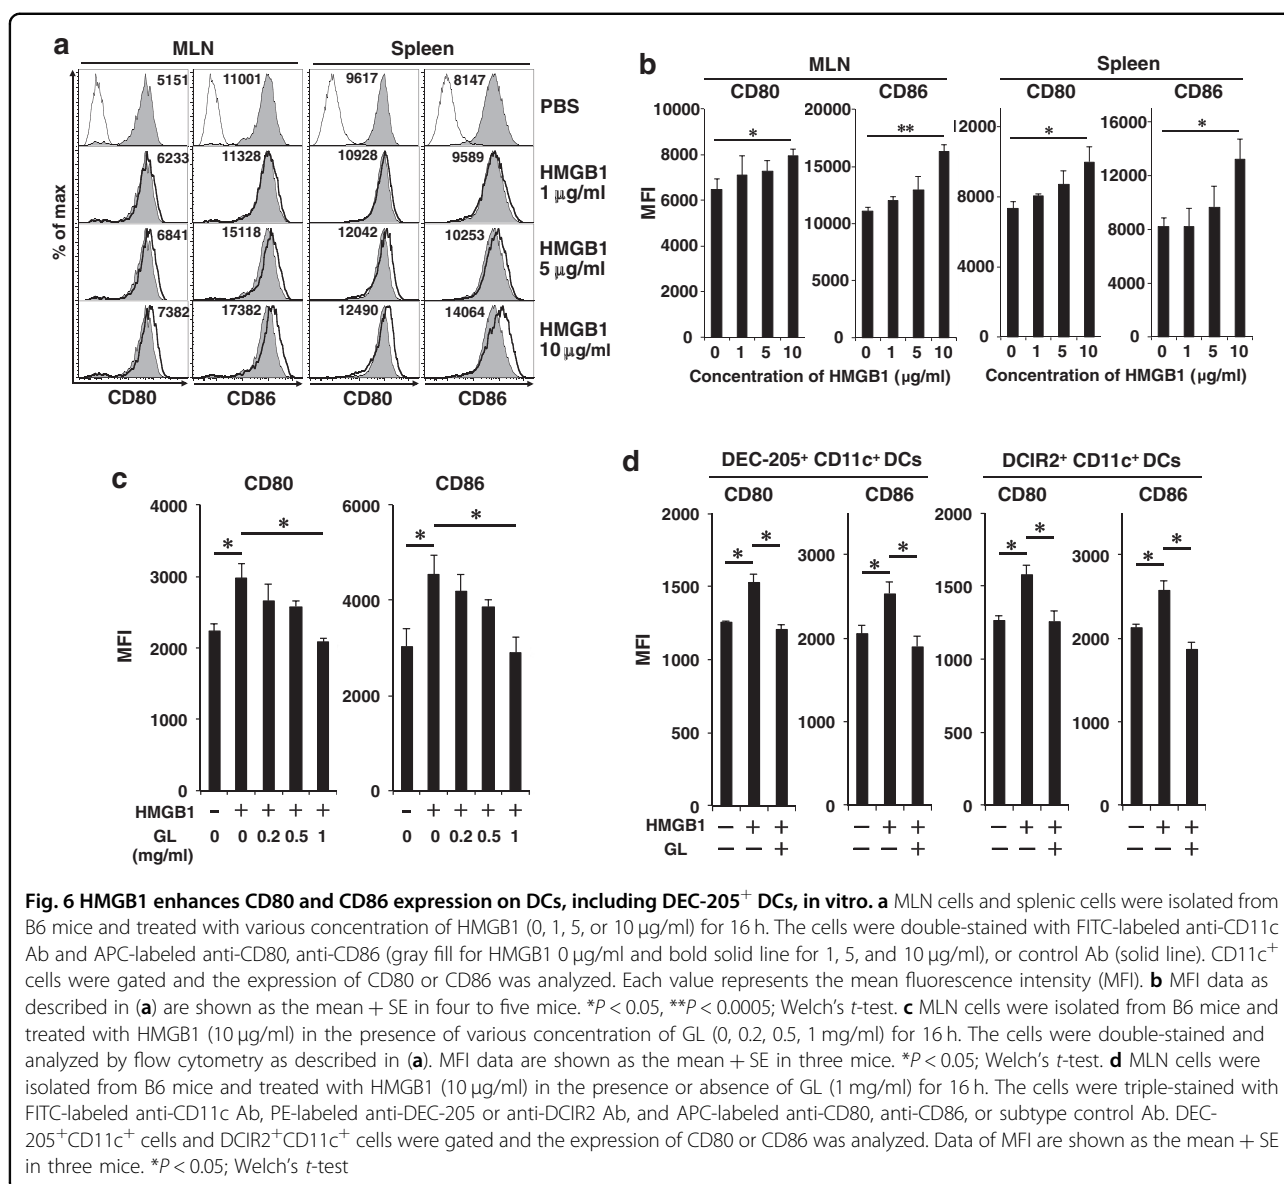 a
MLN Spleen
5151 11001 9617 8147 PBS
6233 11328 10928 9589 HMGB1
1 µg/ml
6841 15118 12042 10253 HMGB1
5 µg/ml
7382 17382 12490 14064 HMGB1
10 µg/ml
% of max
CD80 CD86 CD80 CD86
b
MLN Spleen
CD80 CD86 CD80 CD86
MFI
10000 8000 6000 4000 2000 0
*
0 1 5 10
20000 15000 10000 5000 0
**
0 1 5 10
12000 8000 4000 0
*
0 1 5 10
16000 12000 8000 4000 0
*
0 1 5 10
Concentration of HMGB1 (µg/ml) Concentration of HMGB1 (µg/ml)
c
CD80 CD86
MFI
4000 3000 2000 1000 0
* *
6000 4000 2000 0
* *
HMGB1 − + + + + − + + + +
GL 0 0 0.2 0.5 1 0 0 0.2 0.5 1
(mg/ml)
d
DEC-205+ CD11c+ DCs DCIR2+ CD11c+ DCs
CD80 CD86 CD80 CD86
MFI
2000 1500 1000 500 0
* *
3000 2000 1000 0
* *
2000 1500 1000 500 0
* *
3000 2000 1000 0
* *
HMGB1 − + + − + + − + + − + +
GL − − + − − + − − + − − +
Fig. 6 HMGB1 enhances CD80 and CD86 expression on DCs, including DEC-205+ DCs, in vitro. a MLN cells and splenic cells were isolated from
B6 mice and treated with various concentration of HMGB1 (0, 1, 5, or 10 µg/ml) for 16 h. The cells were double-stained with FITC-labeled anti-CD11c
Ab and APC-labeled anti-CD80, anti-CD86 (gray fill for HMGB1 0 µg/ml and bold solid line for 1, 5, and 10 µg/ml), or control Ab (solid line). CD11c+
cells were gated and the expression of CD80 or CD86 was analyzed. Each value represents the mean fluorescence intensity (MFI). b MFI data as
described in (a) are shown as the mean + SE in four to five mice. *P < 0.05, **P < 0.0005; Welch's t-test. c MLN cells were isolated from B6 mice and
treated with HMGB1 (10 µg/ml) in the presence of various concentration of GL (0, 0.2, 0.5, 1 mg/ml) for 16 h. The cells were double-stained and
analyzed by flow cytometry as described in (a). MFI data are shown as the mean + SE in three mice. *P < 0.05; Welch's t-test. d MLN cells were
isolated from B6 mice and treated with HMGB1 (10 µg/ml) in the presence or absence of GL (1 mg/ml) for 16 h. The cells were triple-stained with
FITC-labeled anti-CD11c Ab, PE-labeled anti-DEC-205 or anti-DCIR2 Ab, and APC-labeled anti-CD80, anti-CD86, or subtype control Ab. DEC-
205+CD11c+ cells and DCIR2+CD11c+ cells were gated and the expression of CD80 or CD86 was analyzed. Data of MFI are shown as the mean + SE
in three mice. *P < 0.05; Welch's t-test